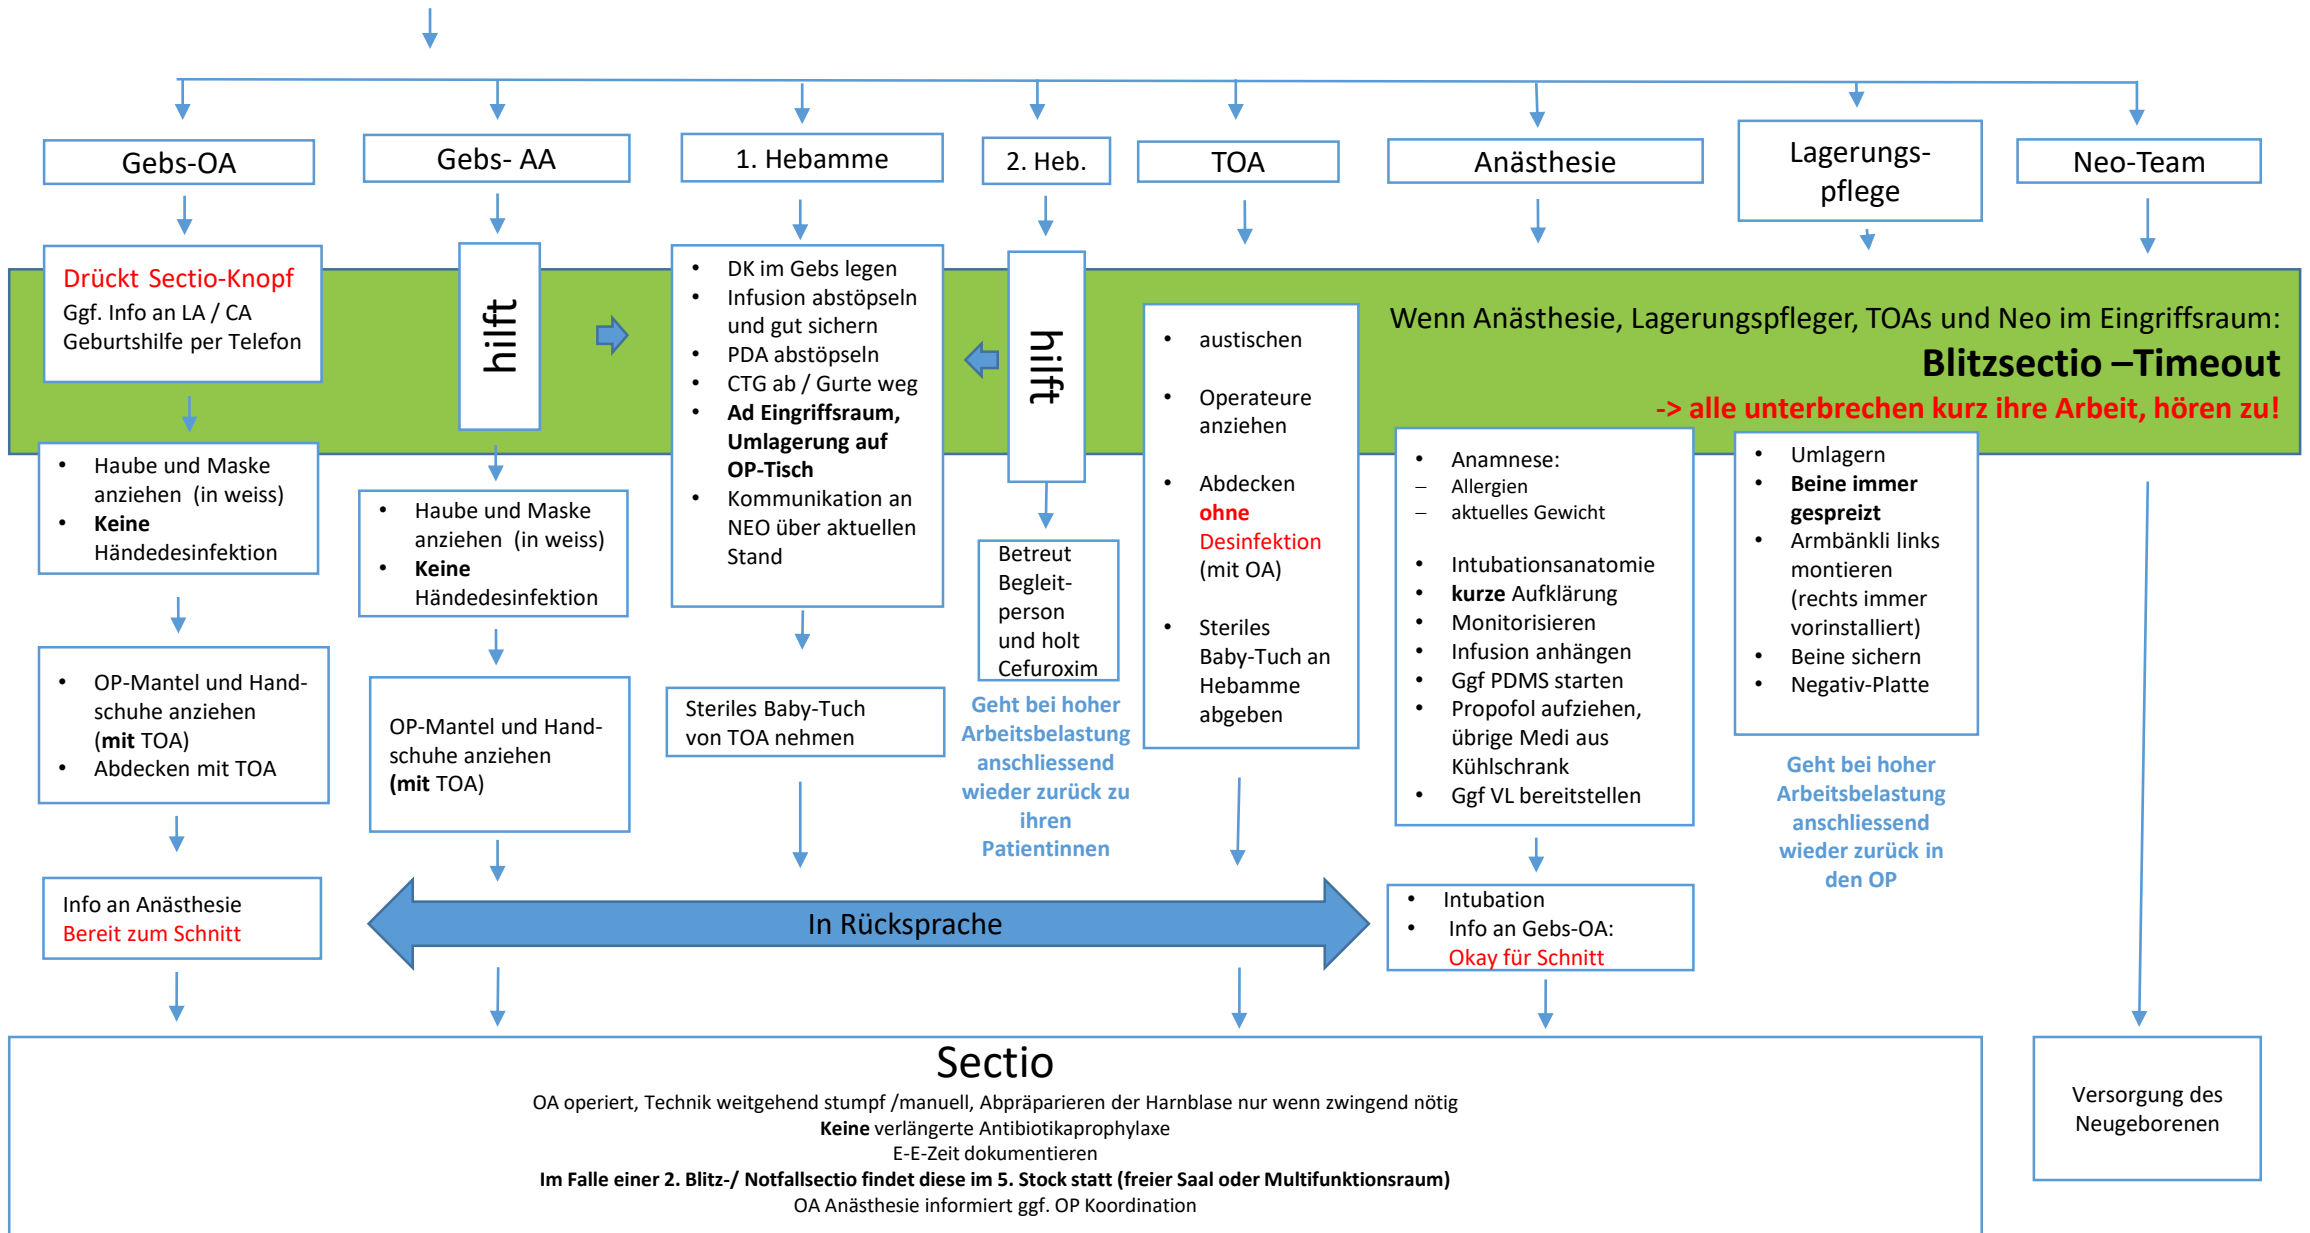 Gebs-OA
Gebs- AA
1. Hebamme
2. Heb.
TOA
Anästhesie
Lagerungs-
pflege
Neo-Team
Drückt Sectio-Knopf
Ggf. Info an LA / CA
Geburtshilfe per Telefon
• Haube und Maske
anziehen (in weiss)
• Keine
Händedesinfektion
• OP-Mantel und Hand-
schuhe anziehen
(mit TOA)
• Abdecken mit TOA
Info an Anästhesie
Bereit zum Schnitt
hilft
• Haube und Maske
anziehen (in weiss)
• Keine
Händedesinfektion
OP-Mantel und Hand-
schuhe anziehen
(mit TOA)
• DK im Gebs legen
• Infusion abstöpseln
und gut sichern
• PDA abstöpseln
• CTG ab / Gurte weg
• Ad Eingriffsraum,
Umlagerung auf
OP-Tisch
• Kommunikation an
NEO über aktuellen
Stand
Steriles Baby-Tuch
von TOA nehmen
hilft
Betreut
Begleit-
person
und holt
Cefuroxim
Geht bei hoher
Arbeitsbelastung
anschliessend
wieder zurück zu
ihren
Patientinnen
• austischen
• Operateure
anziehen
• Abdecken
ohne
Desinfektion
(mit OA)
• Steriles
Baby-Tuch an
Hebamme
abgeben
Wenn Anästhesie, Lagerungspfleger, TOAs und Neo im Eingriffsraum:
Blitzsectio –Timeout
-> alle unterbrechen kurz ihre Arbeit, hören zu!
• Anamnese:
– Allergien
– aktuelles Gewicht
• Intubationsanatomie
• kurze Aufklärung
• Monitorisieren
• Infusion anhängen
• Ggf PDMS starten
• Propofol aufziehen,
übrige Medi aus
Kühlschrank
• Ggf VL bereitstellen
• Intubation
• Info an Gebs-OA:
Okay für Schnitt
• Umlagern
• Beine immer
gespreizt
• Armbänkli links
montieren
(rechts immer
vorinstalliert)
• Beine sichern
• Negativ-Platte
Geht bei hoher
Arbeitsbelastung
anschliessend
wieder zurück in
den OP
In Rücksprache
Sectio
OA operiert, Technik weitgehend stumpf /manuell, Abpräparieren der Harnblase nur wenn zwingend nötig
Keine verlängerte Antibiotikaprophylaxe
E-E-Zeit dokumentieren
Im Falle einer 2. Blitz-/ Notfallsectio findet diese im 5. Stock statt (freier Saal oder Multifunktionsraum)
OA Anästhesie informiert ggf. OP Koordination
Versorgung des
Neugeborenen